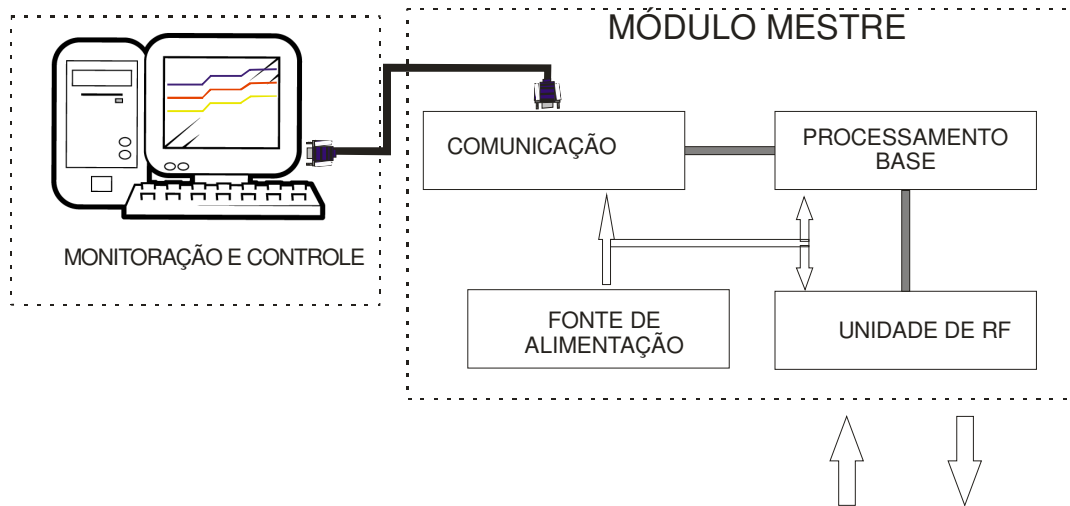 MÓDULO MESTRE
COMUNICAÇÃO
PROCESSAMENTO
BASE
MONITORAÇÃO E CONTROLE
FONTE DE
ALIMENTAÇÃO
UNIDADE DE RF